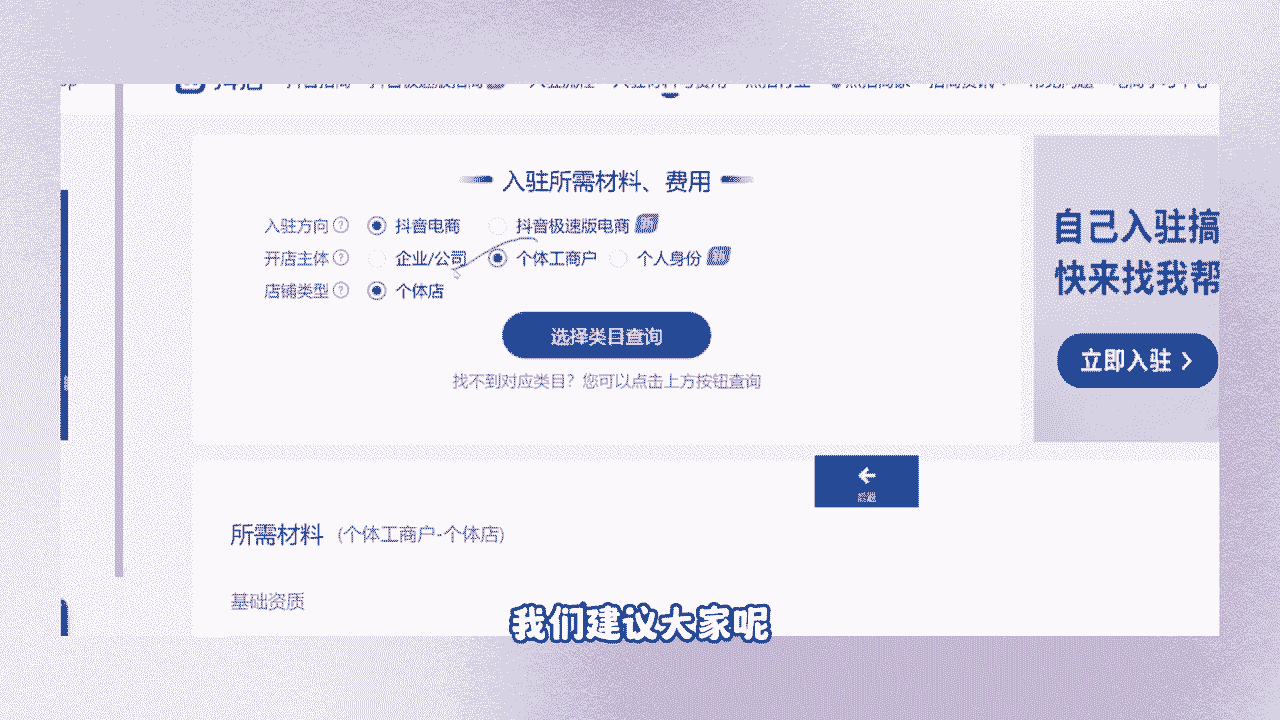 入驻所需材料、费用
入驻方向 ? 抖音电商 抖音极速版电商
开店主体 ? 企业/公司 个体工商户 个人身份
店铺类型 ? 个体店
选择类目查询
找不到对应类目？您可以点击上方按钮查询
自己入驻搞
快来找我帮
立即入驻 >
所需材料 (个体工商户-个体店)
基础资质
我们建议大家呢